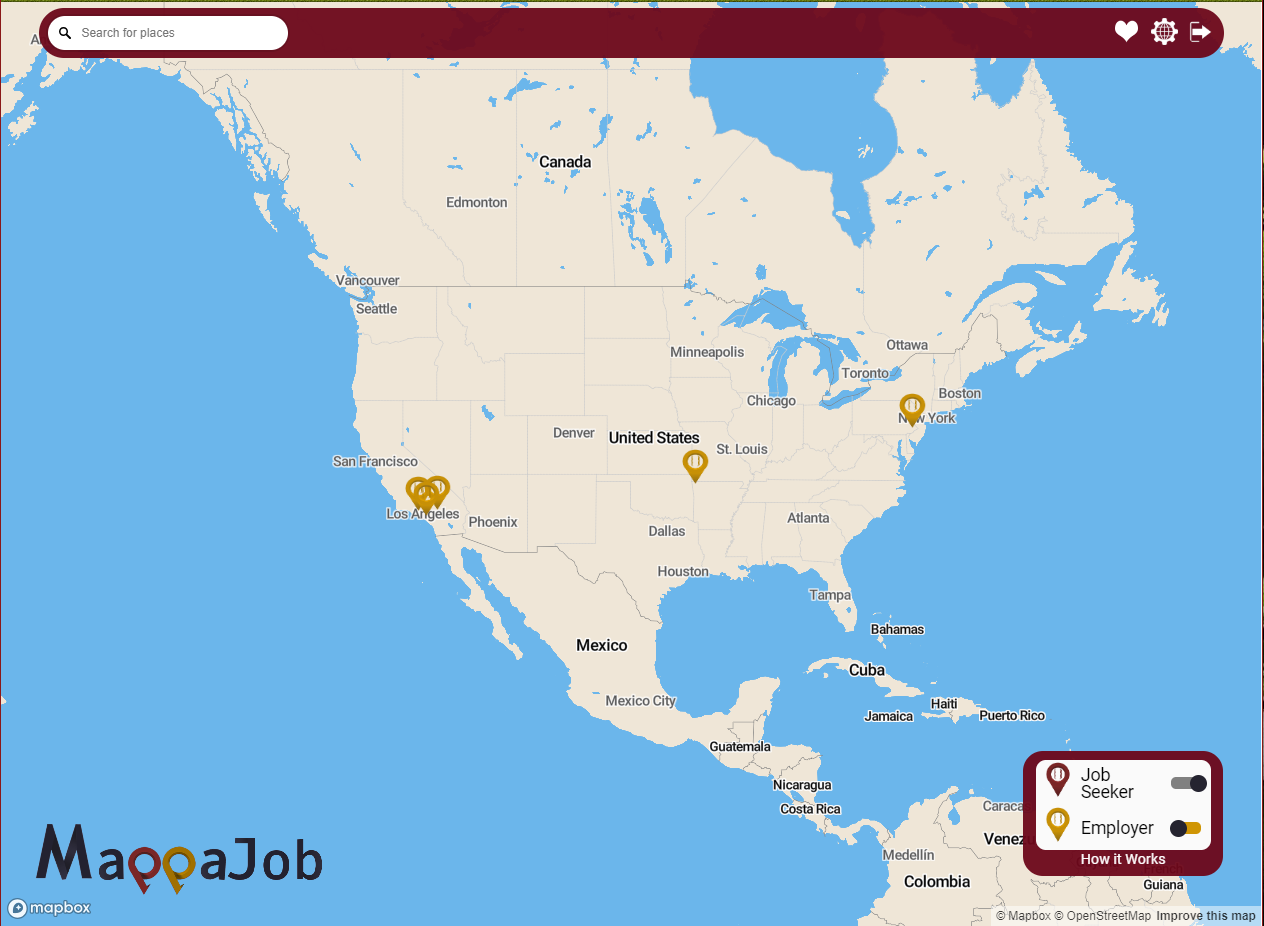 Search for places
Canada
Edmonton
Vancouver
Seattle
Ottawa
Minneapolis
Toronto
Boston
Chicago
New York
Denver
United States
St. Louis
San Francisco
Los Angeles
Phoenix
Atlanta
Dallas
Houston
Tampa
Bahamas
Mexico
Cuba
Mexico City
Haiti
Jamaica
Puerto Rico
Guatemala
Nicaragua
Costa Rica
Job
Seeker
Employer
How it Works
Medellín
Colombia
Guiana
MappaJob
mapbox
© Mapbox © OpenStreetMap Improve this map